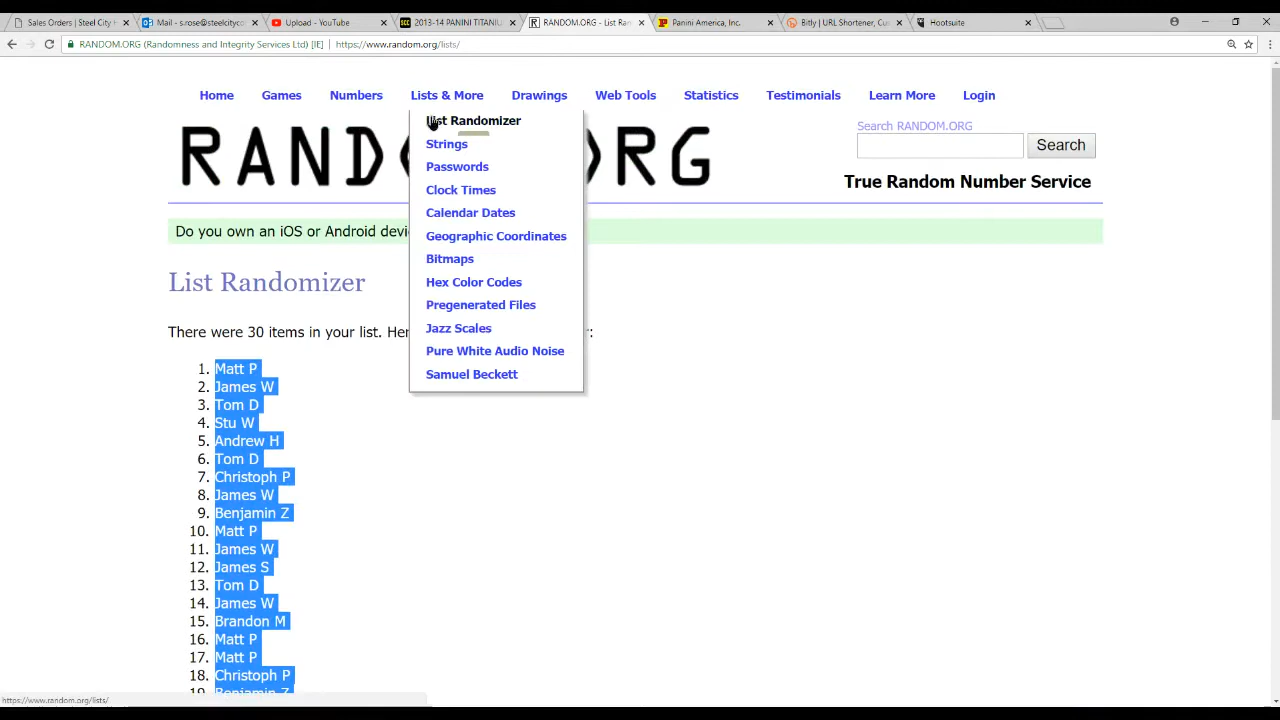 Sales Orders | Steel City H
Mail - s.rose@steelcityco
Upload - YouTube
2013-14 PANINI TITANIU
RANDOM.ORG - List Ran
Panini America, Inc.
Bitly | URL Shortener, Cus
Hootsuite
RANDOM.ORG (Randomness and Integrity Services Ltd) [IE] | https://www.random.org/lists/
Home Games Numbers Lists & More Drawings Web Tools Statistics Testimonials Learn More Login
List Randomizer
Strings
Passwords
Clock Times
Calendar Dates
Geographic Coordinates
Bitmaps
Hex Color Codes
Pregenerated Files
Jazz Scales
Pure White Audio Noise
Samuel Beckett
RANDOM.ORG
Search RANDOM.ORG
Search
True Random Number Service
Do you own an iOS or Android devi
List Randomizer
There were 30 items in your list. Her
1. Matt P
2. James W
3. Tom D
4. Stu W
5. Andrew H
6. Tom D
7. Christoph P
8. James W
9. Benjamin Z
10. Matt P
11. James W
12. James S
13. Tom D
14. James W
15. Brandon M
16. Matt P
17. Matt P
18. Christoph P
19. Benjamin Z
https://www.random.org/lists/